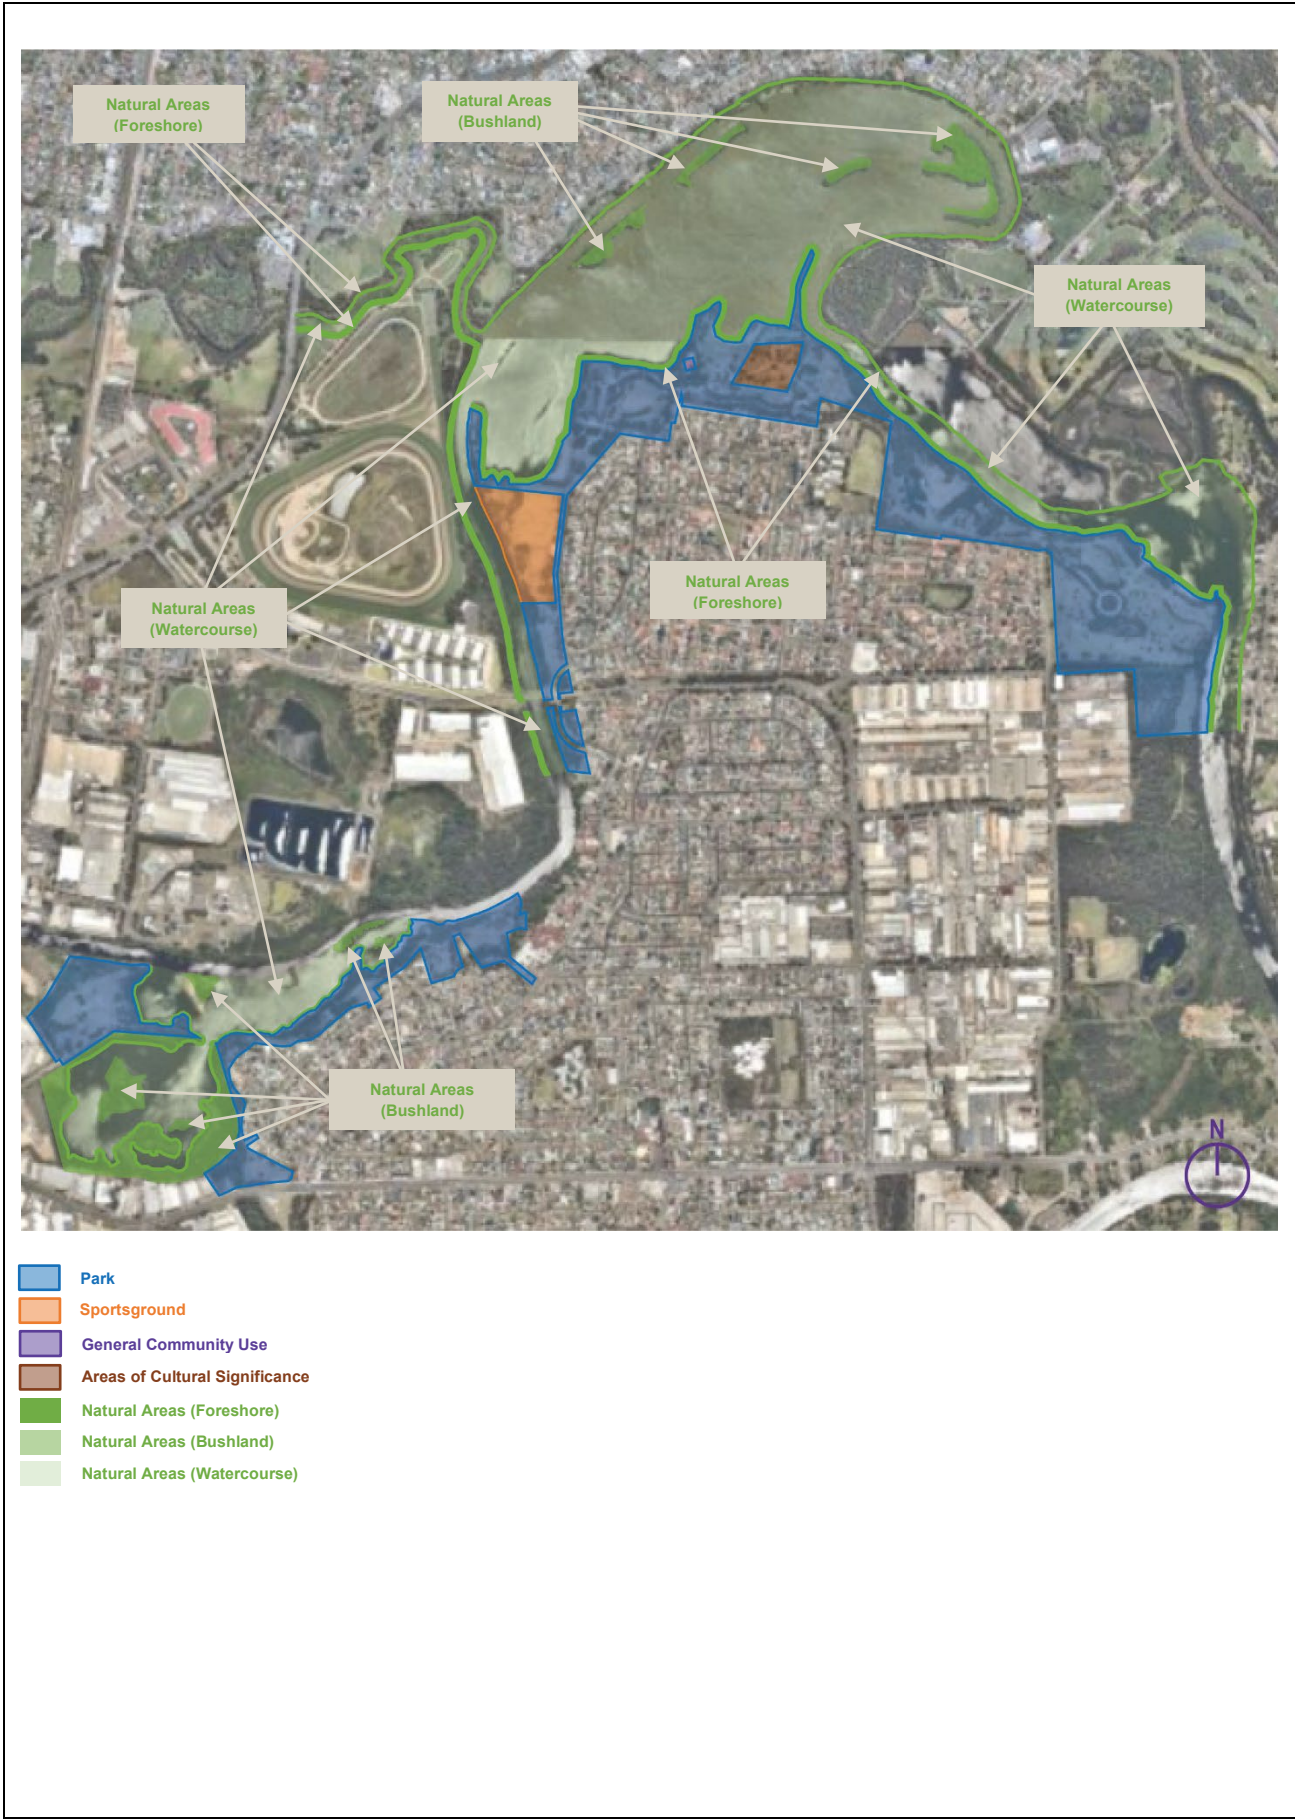 Natural Areas
(Foreshore)
Natural Areas
(Bushland)
Natural Areas
(Watercourse)
Natural Areas
(Foreshore)
Natural Areas
(Watercourse)
Natural Areas
(Bushland)
N
Park
Sportsground
General Community Use
Areas of Cultural Significance
Natural Areas (Foreshore)
Natural Areas (Bushland)
Natural Areas (Watercourse)